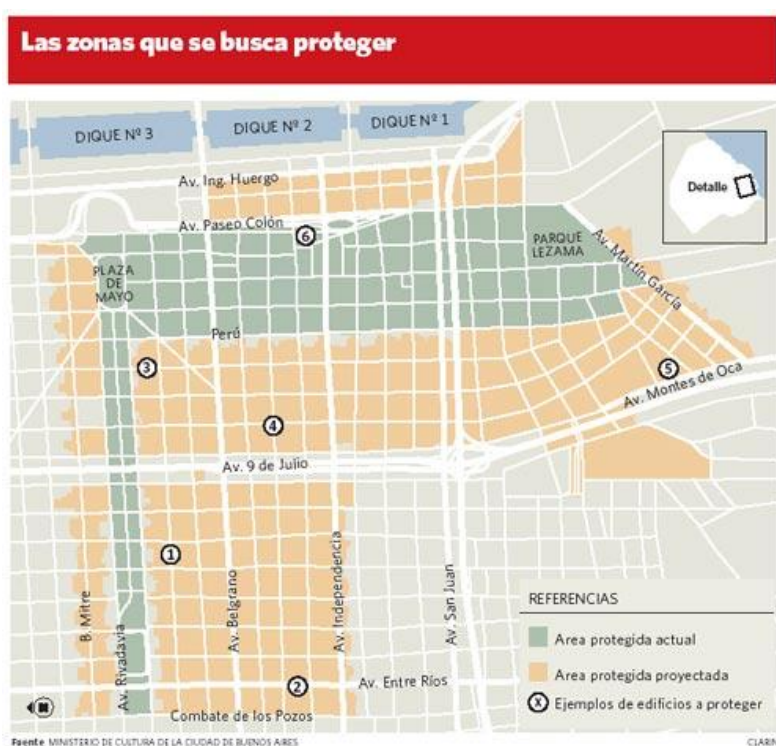 Las zonas que se busca proteger
DIQUE Nº 3
DIQUE Nº 2
DIQUE Nº 1
Av. Ing. Huergo
Detalle
Av. Paseo Colón
6
PARQUE
LEZAMA
Av. Martín García
PLAZA
DE
MAYO
Perú
3
5
Av. Montes de Oca
4
Av. 9 de Julio
1
B. Mitre
Av. Rivadavia
Av. Belgrano
Av. Independencia
Av. San Juan
2
Av. Entre Ríos
Combate de los Pozos
REFERENCIAS
Area protegida actual
Area protegida proyectada
X Ejemplos de edificios a proteger
Fuente MINISTERIO DE CULTURA DE LA CIUDAD DE BUENOS AIRES
CLARIN